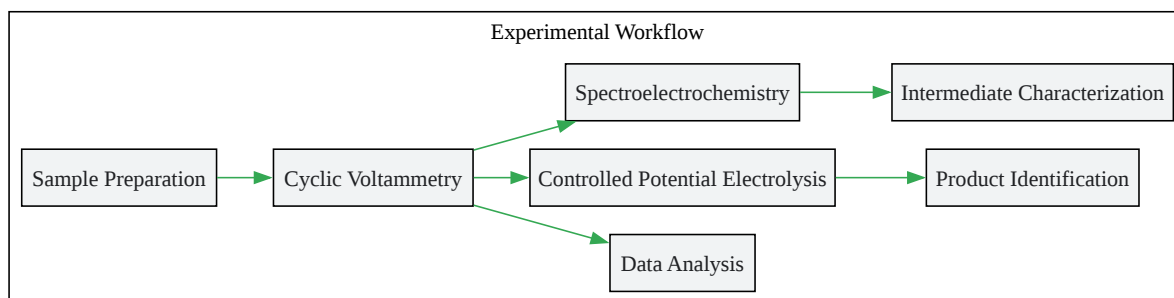 Experimental Workflow
Spectroelectrochemistry
Intermediate Characterization
Sample Preparation
Cyclic Voltammetry
Controlled Potential Electrolysis
Product Identification
Data Analysis